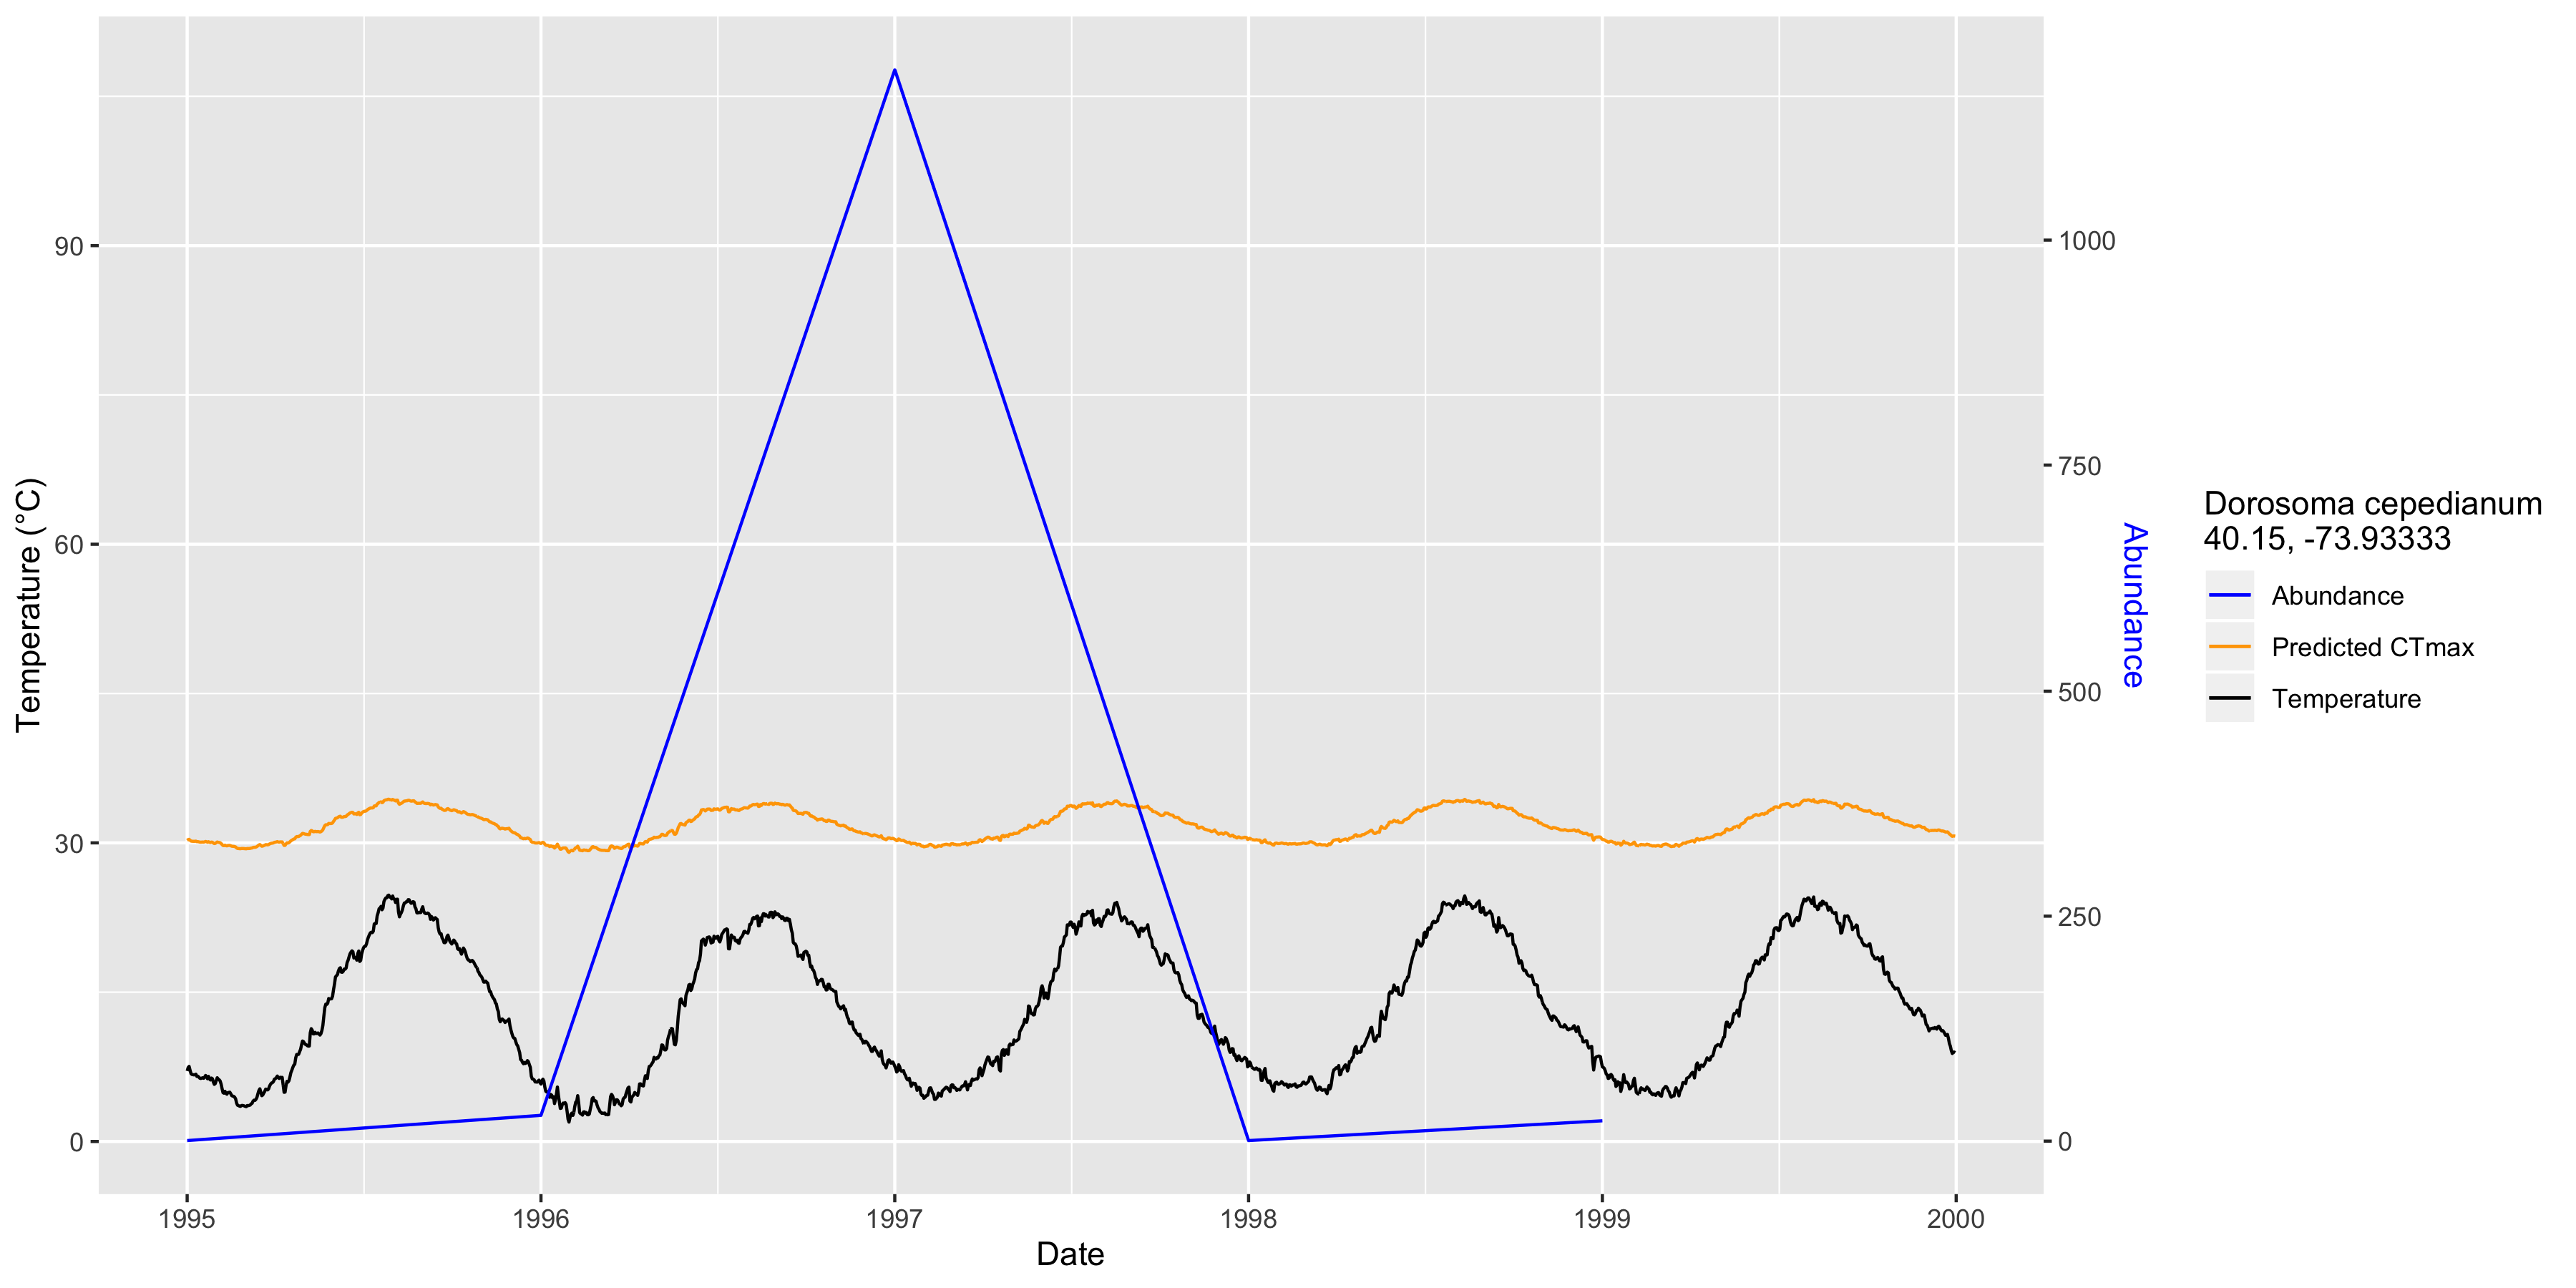 Temperature (°C)
90
60
30
0
1000
750
500
250
0
Abundance
1995
1996
1997
1998
1999
2000
Date
Dorosoma cepedianum
40.15, -73.93333
Abundance
Predicted CTmax
Temperature